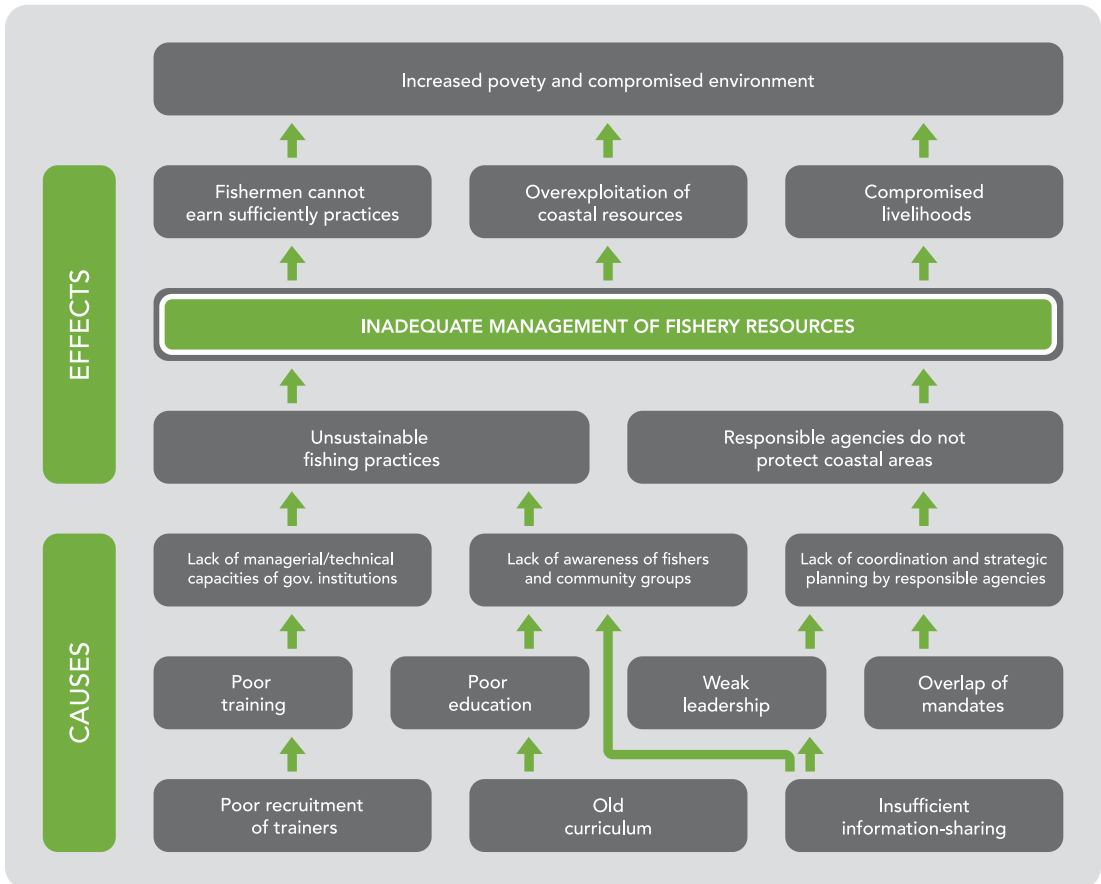 Increased povety and compromised environment
EFFECTS
Fishermen cannot
earn sufficiently practices
Overexploitation of
coastal resources
Compromised
livelihoods
INADEQUATE MANAGEMENT OF FISHERY RESOURCES
Unsustainable
fishing practices
Responsible agencies do not
protect coastal areas
CAUSES
Lack of managerial/technical
capacities of gov. institutions
Lack of awareness of fishers
and community groups
Lack of coordination and strategic
planning by responsible agencies
Poor
training
Poor
education
Weak
leadership
Overlap of
mandates
Poor recruitment
of trainers
Old
curriculum
Insufficient
information-sharing